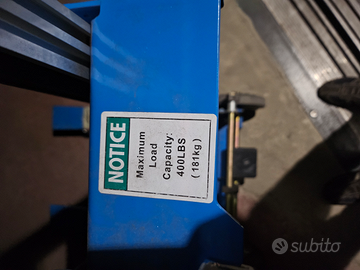 NOTICE
Maximum
Load
Capacity:
400LBS
(181kg)
subito